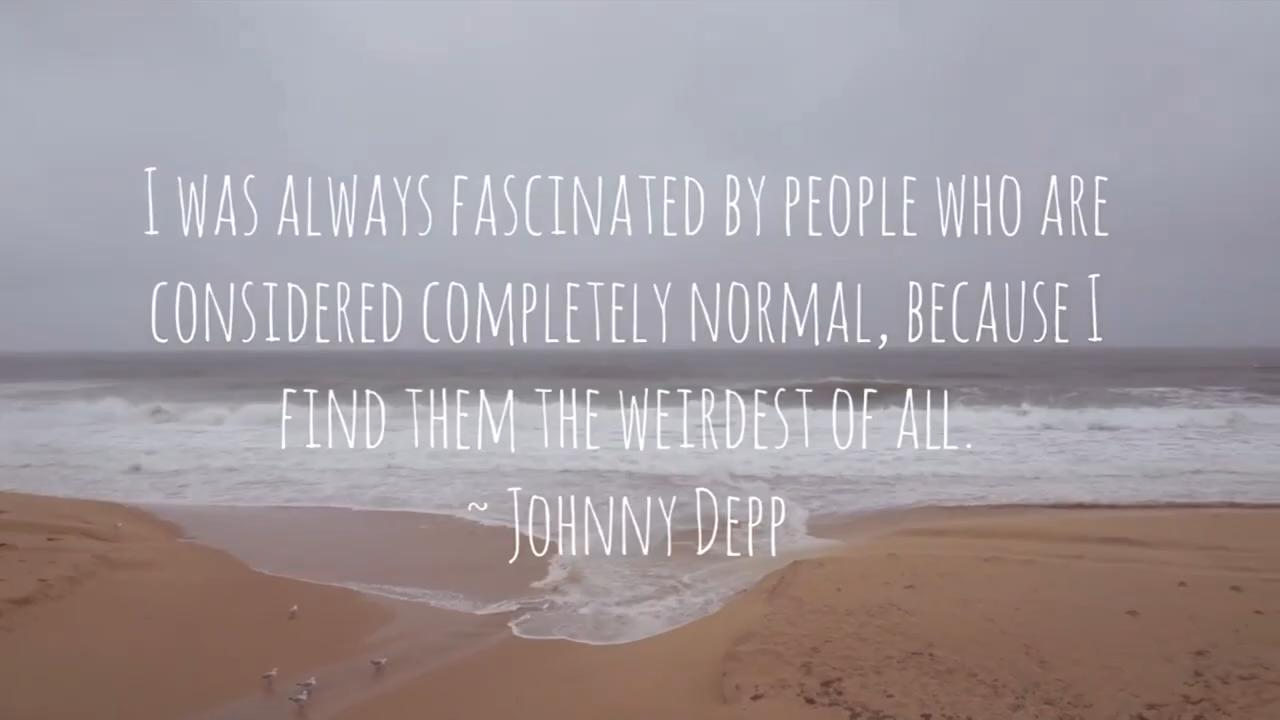 I was always fascinated by people who are
considered completely normal, because I
find them the weirdest of all.
~ Johnny Depp